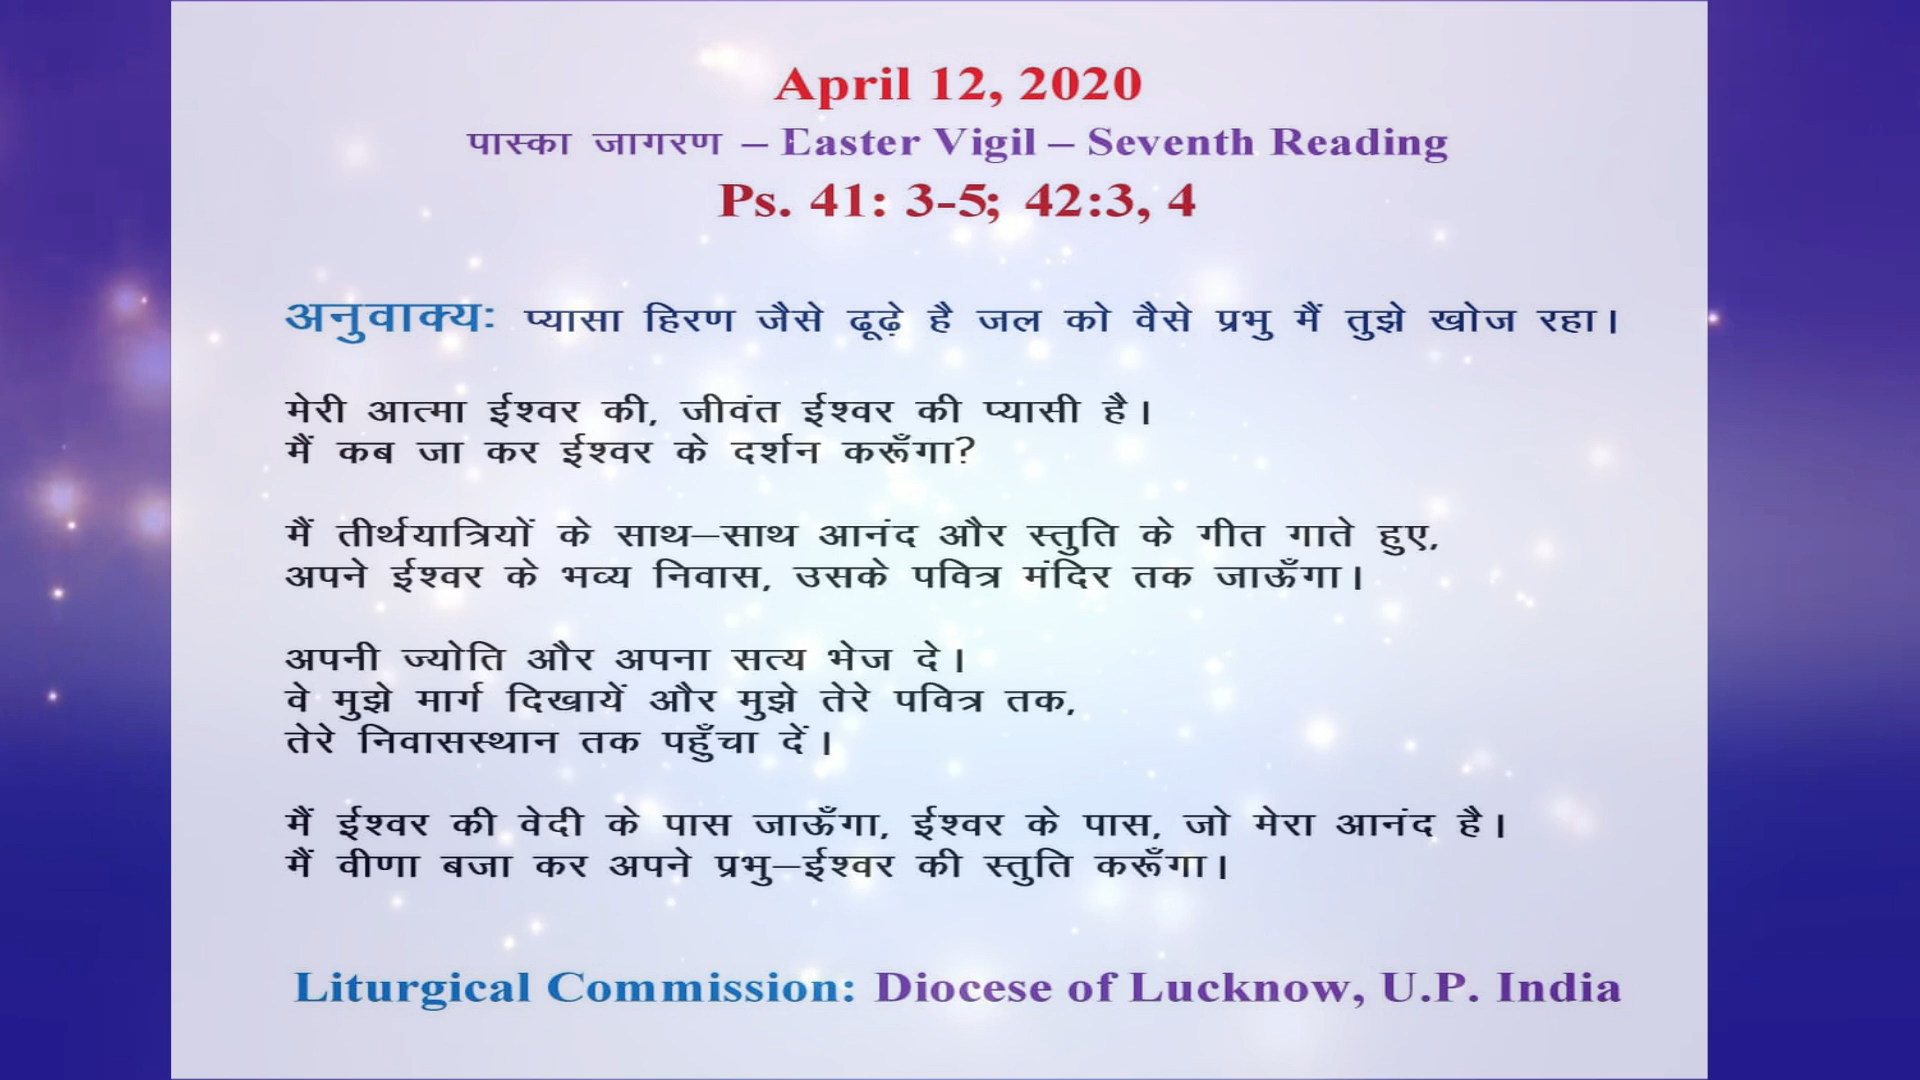 April 12, 2020
पास्का जागरण – Easter Vigil – Seventh Reading
Ps. 41: 3-5; 42:3, 4
अनुवाक्यः प्यासा हिरण जैसे ढूढ़े है जल को वैसे प्रभु मैं तुझे खोज रहा।
मेरी आत्मा ईश्वर की, जीवंत ईश्वर की प्यासी है।
मैं कब जा कर ईश्वर के दर्शन करूँगा?
मैं तीर्थयात्रियों के साथ–साथ आनंद और स्तुति के गीत गाते हुए,
अपने ईश्वर के भव्य निवास, उसके पवित्र मंदिर तक जाऊँगा।
अपनी ज्योति और अपना सत्य भेज दे।
वे मुझे मार्ग दिखायें और मुझे तेरे पवित्र तक,
तेरे निवासस्थान तक पहुँचा दें।
मैं ईश्वर की वेदी के पास जाऊँगा, ईश्वर के पास, जो मेरा आनंद है।
मैं वीणा बजा कर अपने प्रभु–ईश्वर की स्तुति करूँगा।
Liturgical Commission: Diocese of Lucknow, U.P. India